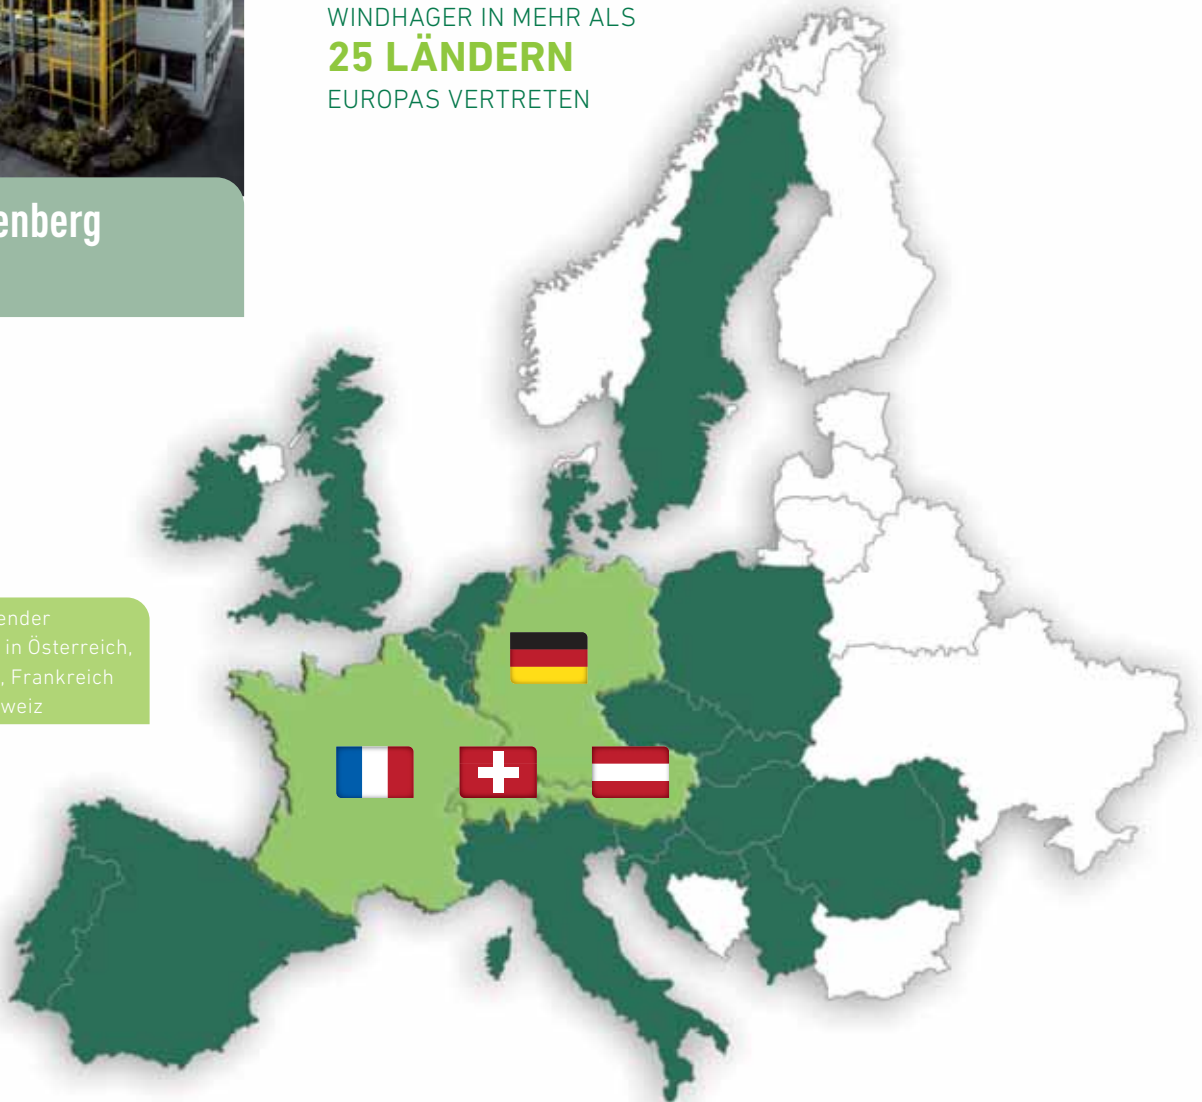 WINDHAGER IN MEHR ALS
25 LÄNDERN
EUROPAS VERTRETEN
enberg
ender
in Österreich,
, Frankreich
weiz